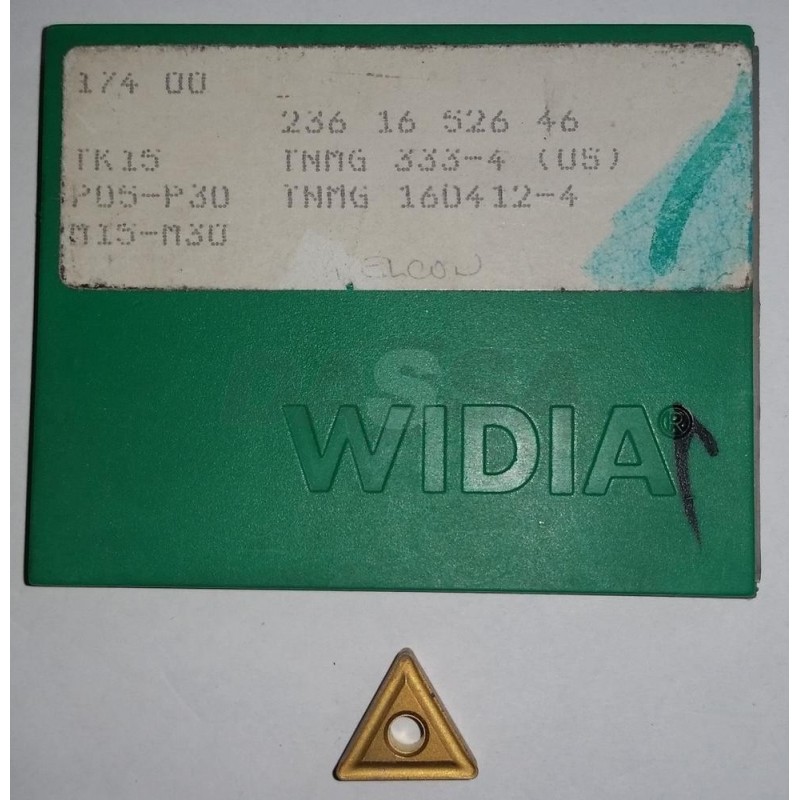 174 00
236 16 526 46
TK15 TNMG 333-4 (US)
P05-P30 TNMG 160412-4
M15-M30
ELCON
WIDIA®